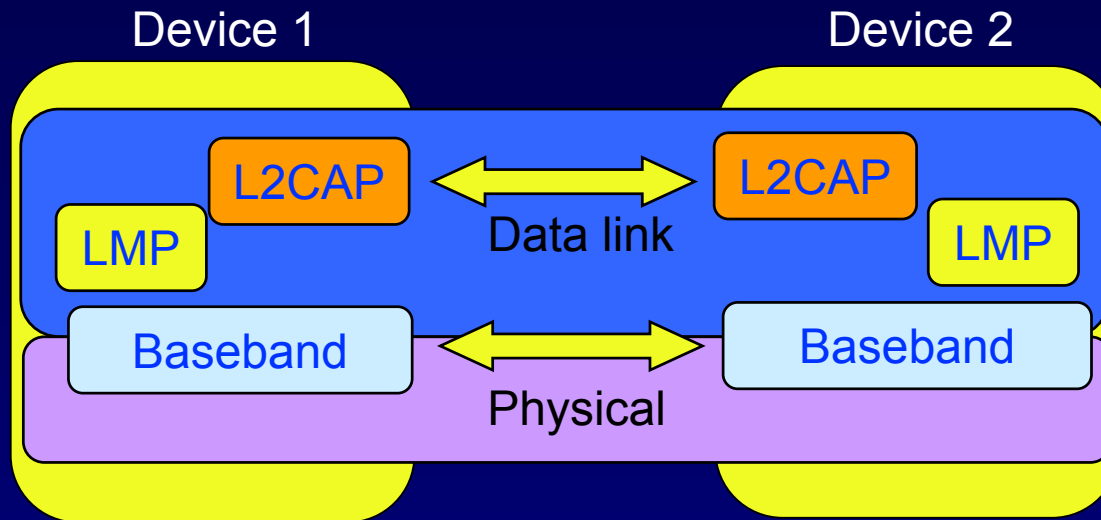 Device 1
Device 2
L2CAP
L2CAP
Data link
LMP
LMP
Baseband
Baseband
Physical